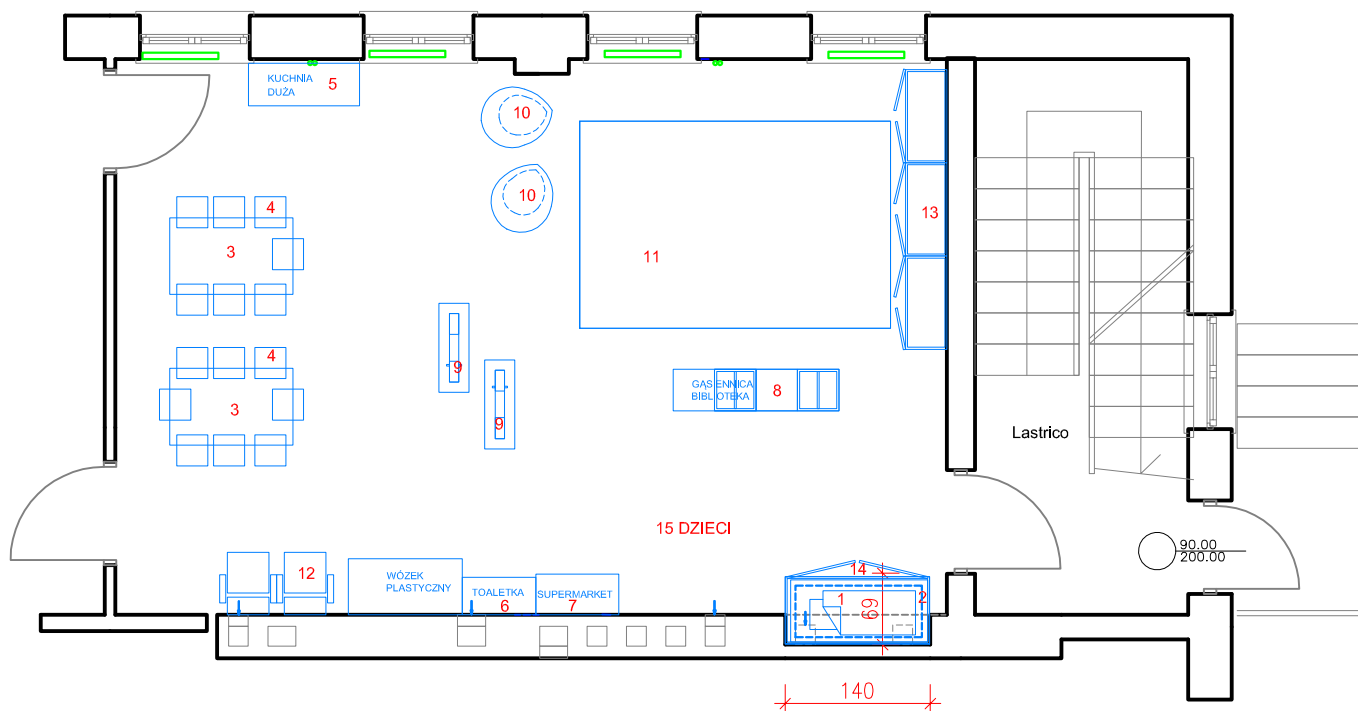 KUCHNIA
DUŻA
5
10
10
4
3
11
13
4
3
9
9
GĄSIENNICA
BIBLIOTEKA
8
Lastrico
15 DZIECI
90.00
200.00
12
WÓZEK
PLASTYCZNY
TOALETKA
6
SUPERMARKET
7
14
1
2
69
140